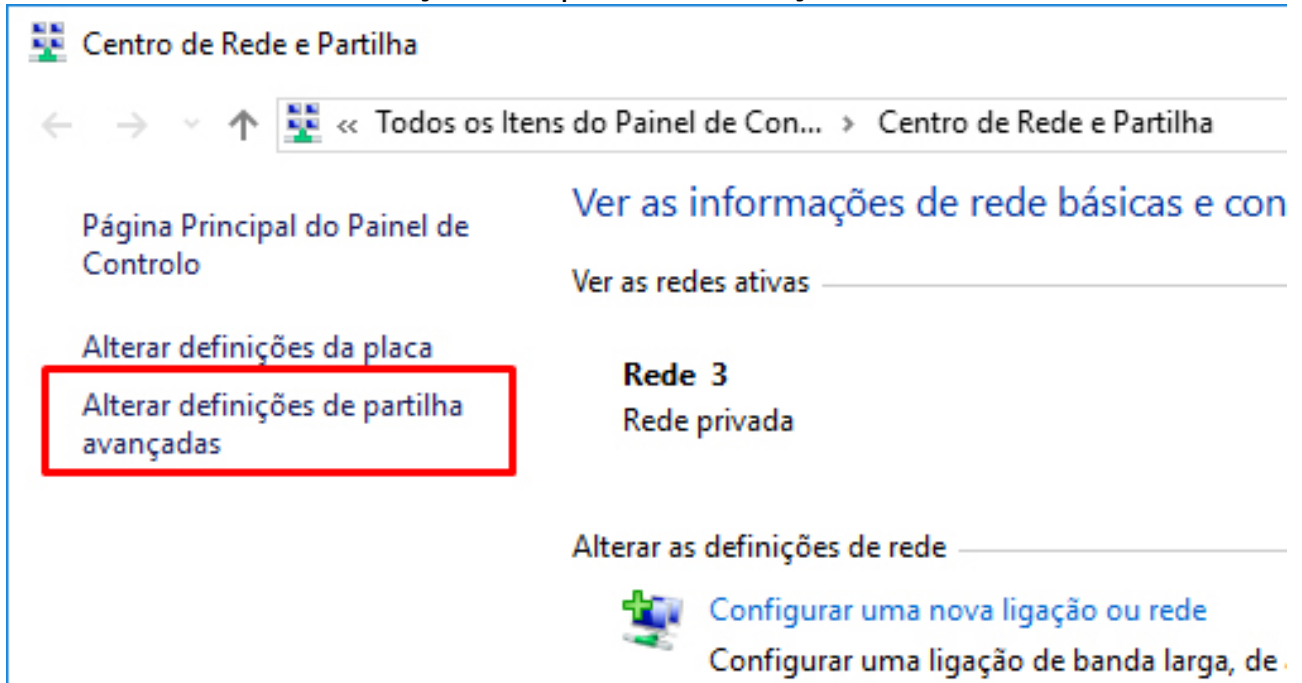 Centro de Rede e Partilha
« Todos os Itens do Painel de Con... › Centro de Rede e Partilha
Página Principal do Painel de
Controlo
Alterar definições da placa
Alterar definições de partilha
avançadas
Ver as informações de rede básicas e con
Ver as redes ativas
Rede 3
Rede privada
Alterar as definições de rede
Configurar uma nova ligação ou rede
Configurar uma ligação de banda larga, de